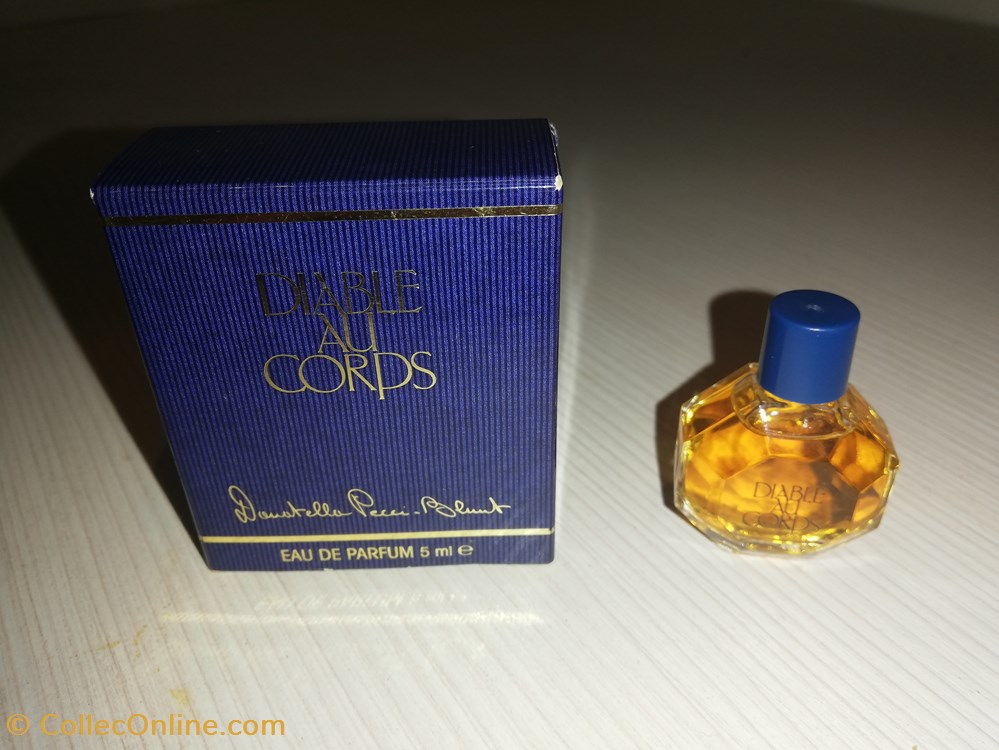 DIABLE
AU
CORPS
Donatella Pecci-Blunt
EAU DE PARFUM 5 ml ℮
DIABLE
AU
CORPS
© CollecOnline.com